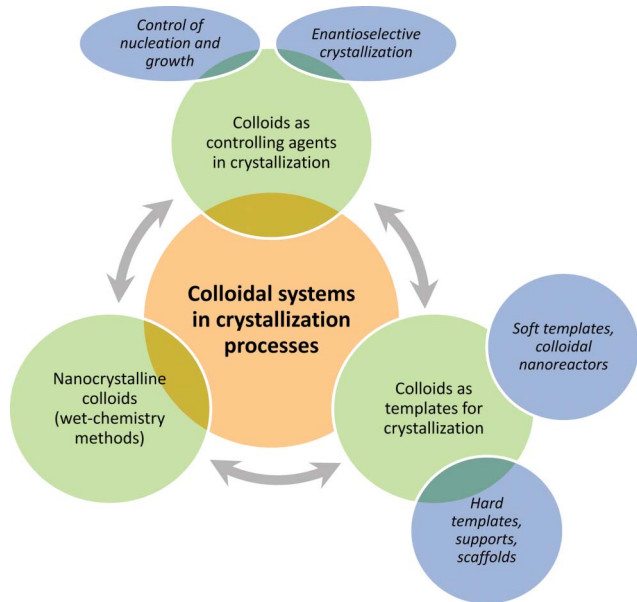 Control of
nucleation and
growth
Enantioselective
crystallization
Colloids as
controlling agents
in crystallization
Colloidal systems
in crystallization
processes
Soft templates,
colloidal
nanoreactors
Nanocrystalline
colloids
(wet-chemistry
methods)
Colloids as
templates for
crystallization
Hard
templates,
supports,
scaffolds